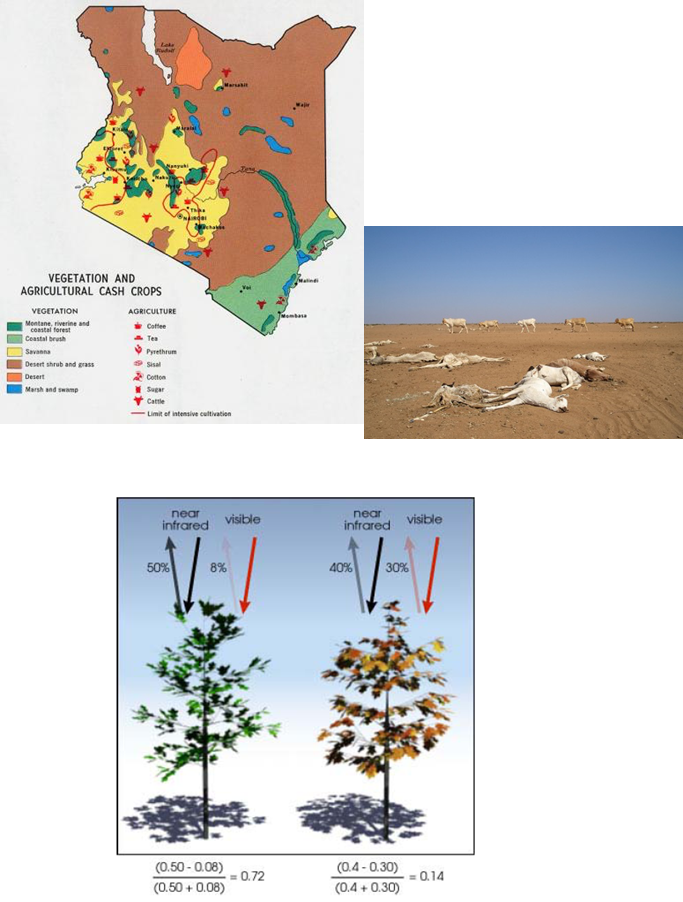 Lake
Rudolf
Marsabit
Wajir
Maralal
Eldoret
Nanyuki
Tana
Thika
NAIROBI
Machakos
Voi
Malindi
Mombasa
VEGETATION AND
AGRICULTURAL CASH CROPS
VEGETATION
Montane, riverine and
coastal forest
Coastal brush
Savanna
Desert shrub and grass
Desert
Marsh and swamp
AGRICULTURE
Coffee
Tea
Pyrethrum
Sisal
Cotton
Sugar
Cattle
Limit of intensive cultivation
near
infrared
visible
50%
8%
near
infrared
visible
40%
30%
(0.50 - 0.08)
(0.50 + 0.08)
= 0.72
(0.4 - 0.30)
(0.4 + 0.30)
= 0.14